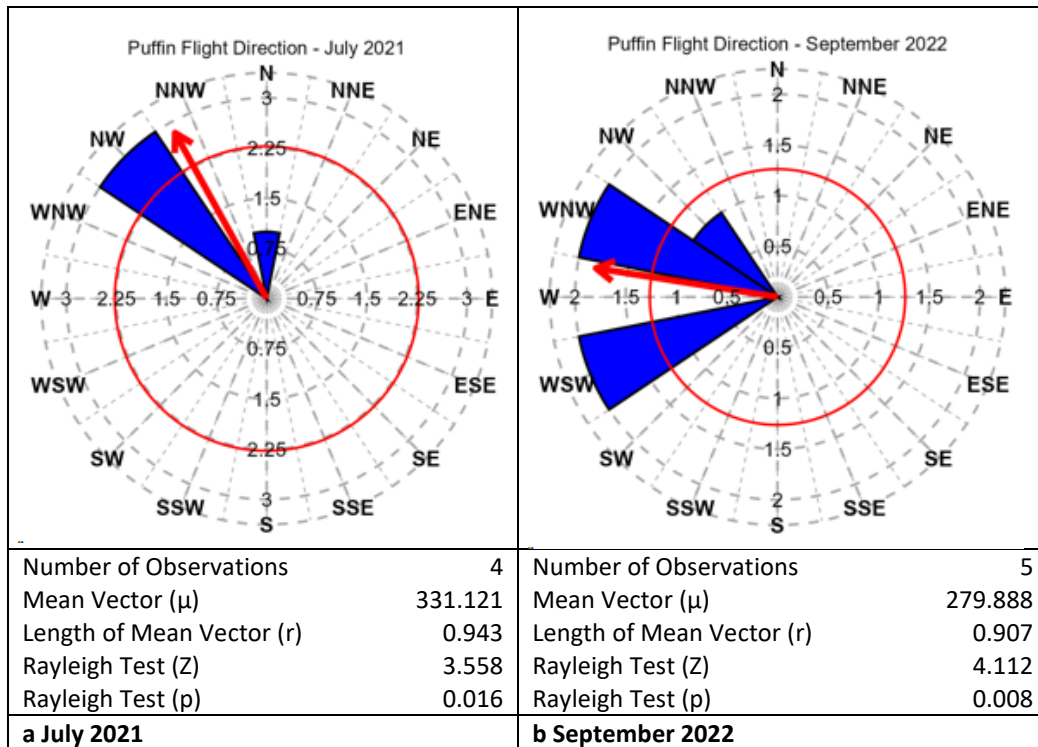 Puffin Flight Direction - July 2021
N
NNW
NNE
NW
NE
WNW
ENE
W
E
WSW
ESE
SW
SE
SSW
SSE
S
3
2.25
1.5
0.75
3 2.25 1.5 0.75
0.75 1.5 2.25 3
0.75
1.5
2.25
3
Puffin Flight Direction - September 2022
N
NNW
NNE
NW
NE
WNW
ENE
W
E
WSW
ESE
SW
SE
SSW
SSE
S
2
1.5
1
0.5
2 1.5 1 0.5
0.5 1 1.5 2
0.5
1
1.5
2
Number of Observations 4
Mean Vector (µ) 331.121
Length of Mean Vector (r) 0.943
Rayleigh Test (Z) 3.558
Rayleigh Test (p) 0.016
a July 2021
Number of Observations 5
Mean Vector (µ) 279.888
Length of Mean Vector (r) 0.907
Rayleigh Test (Z) 4.112
Rayleigh Test (p) 0.008
b September 2022